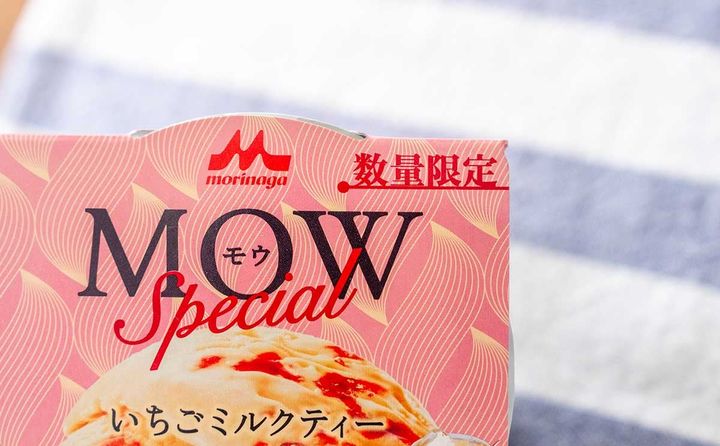 morinaga
数量限定
MOW
モウ
Special
いちごミルクティー